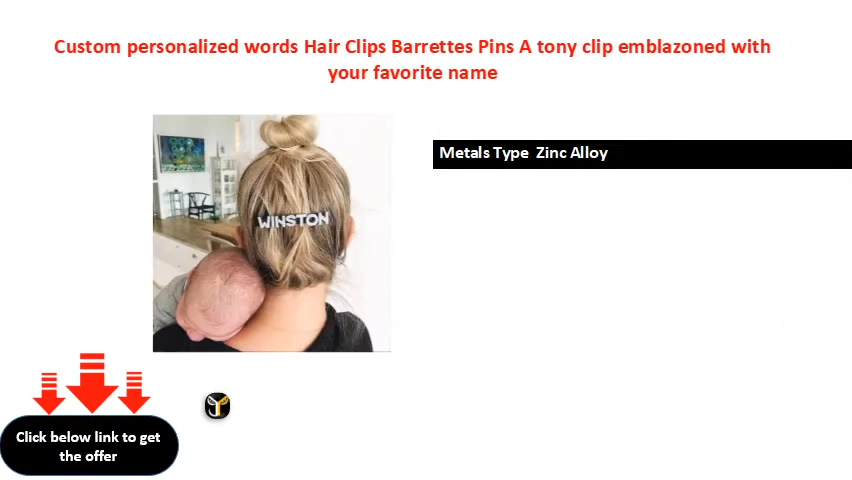 Custom personalized words Hair Clips Barrettes Pins A tony clip emblazoned with
your favorite name
Metals Type Zinc Alloy
WINSTON
Click below link to get
the offer